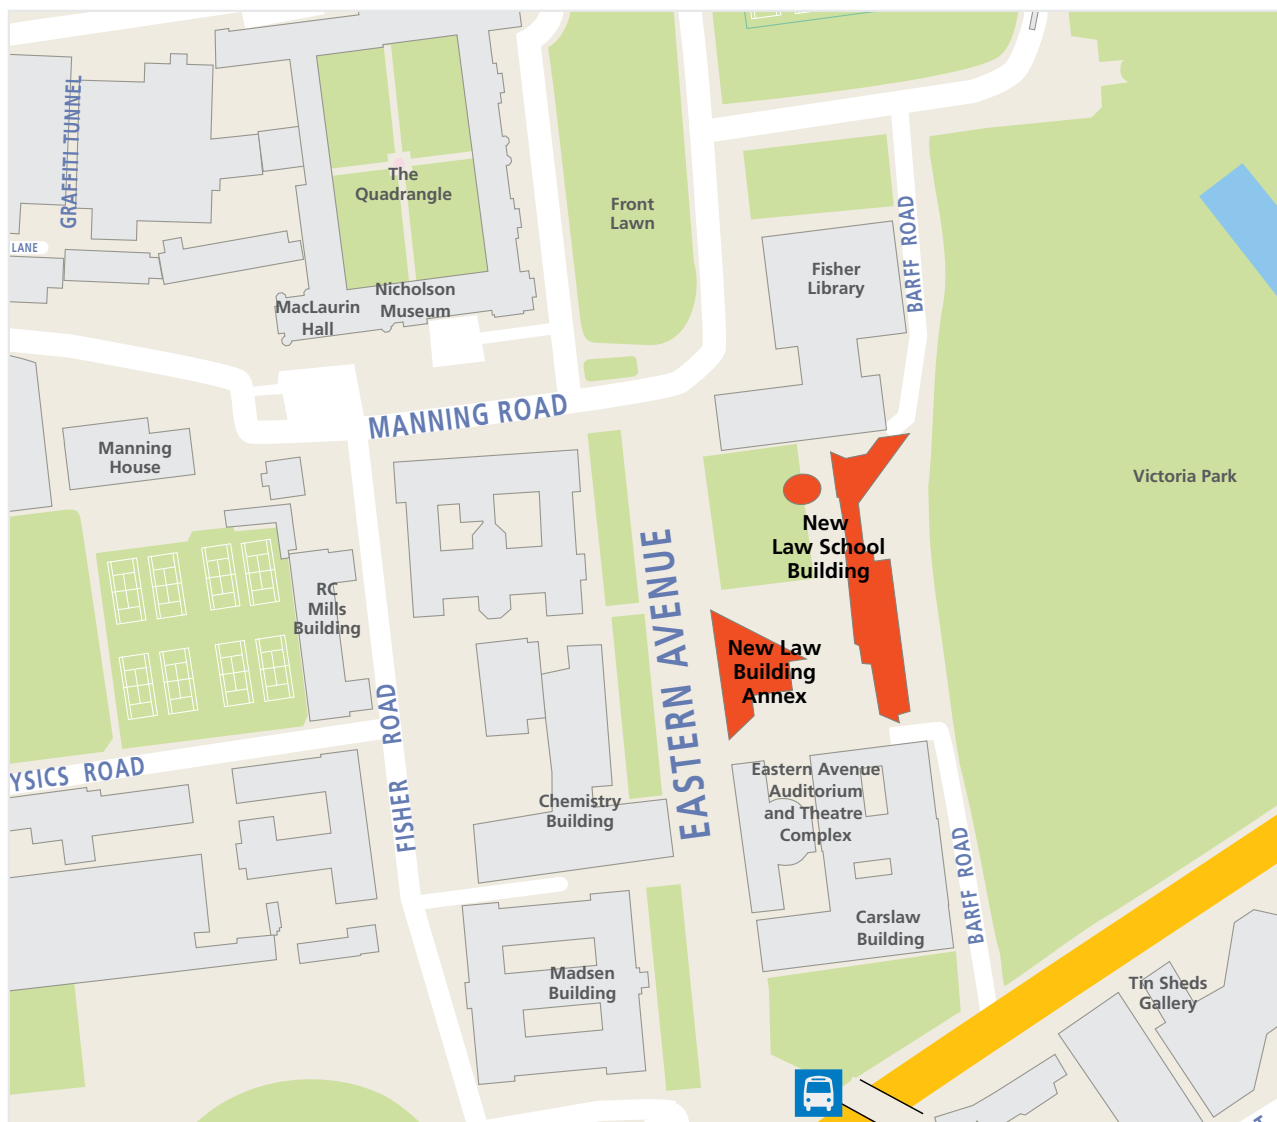 GRAFFITI TUNNEL
LANE
The
Quadrangle
Front
Lawn
BARFF ROAD
Fisher
Library
MacLaurin
Hall
Nicholson
Museum
MANNING ROAD
Manning
House
Victoria Park
New
Law School
Building
RC
Mills
Building
EASTERN AVENUE
New Law
Building
Annex
FISHER ROAD
YSICS ROAD
Chemistry
Building
Eastern Avenue
Auditorium
and Theatre
Complex
BARFF ROAD
Carslaw
Building
Madsen
Building
Tin Sheds
Gallery